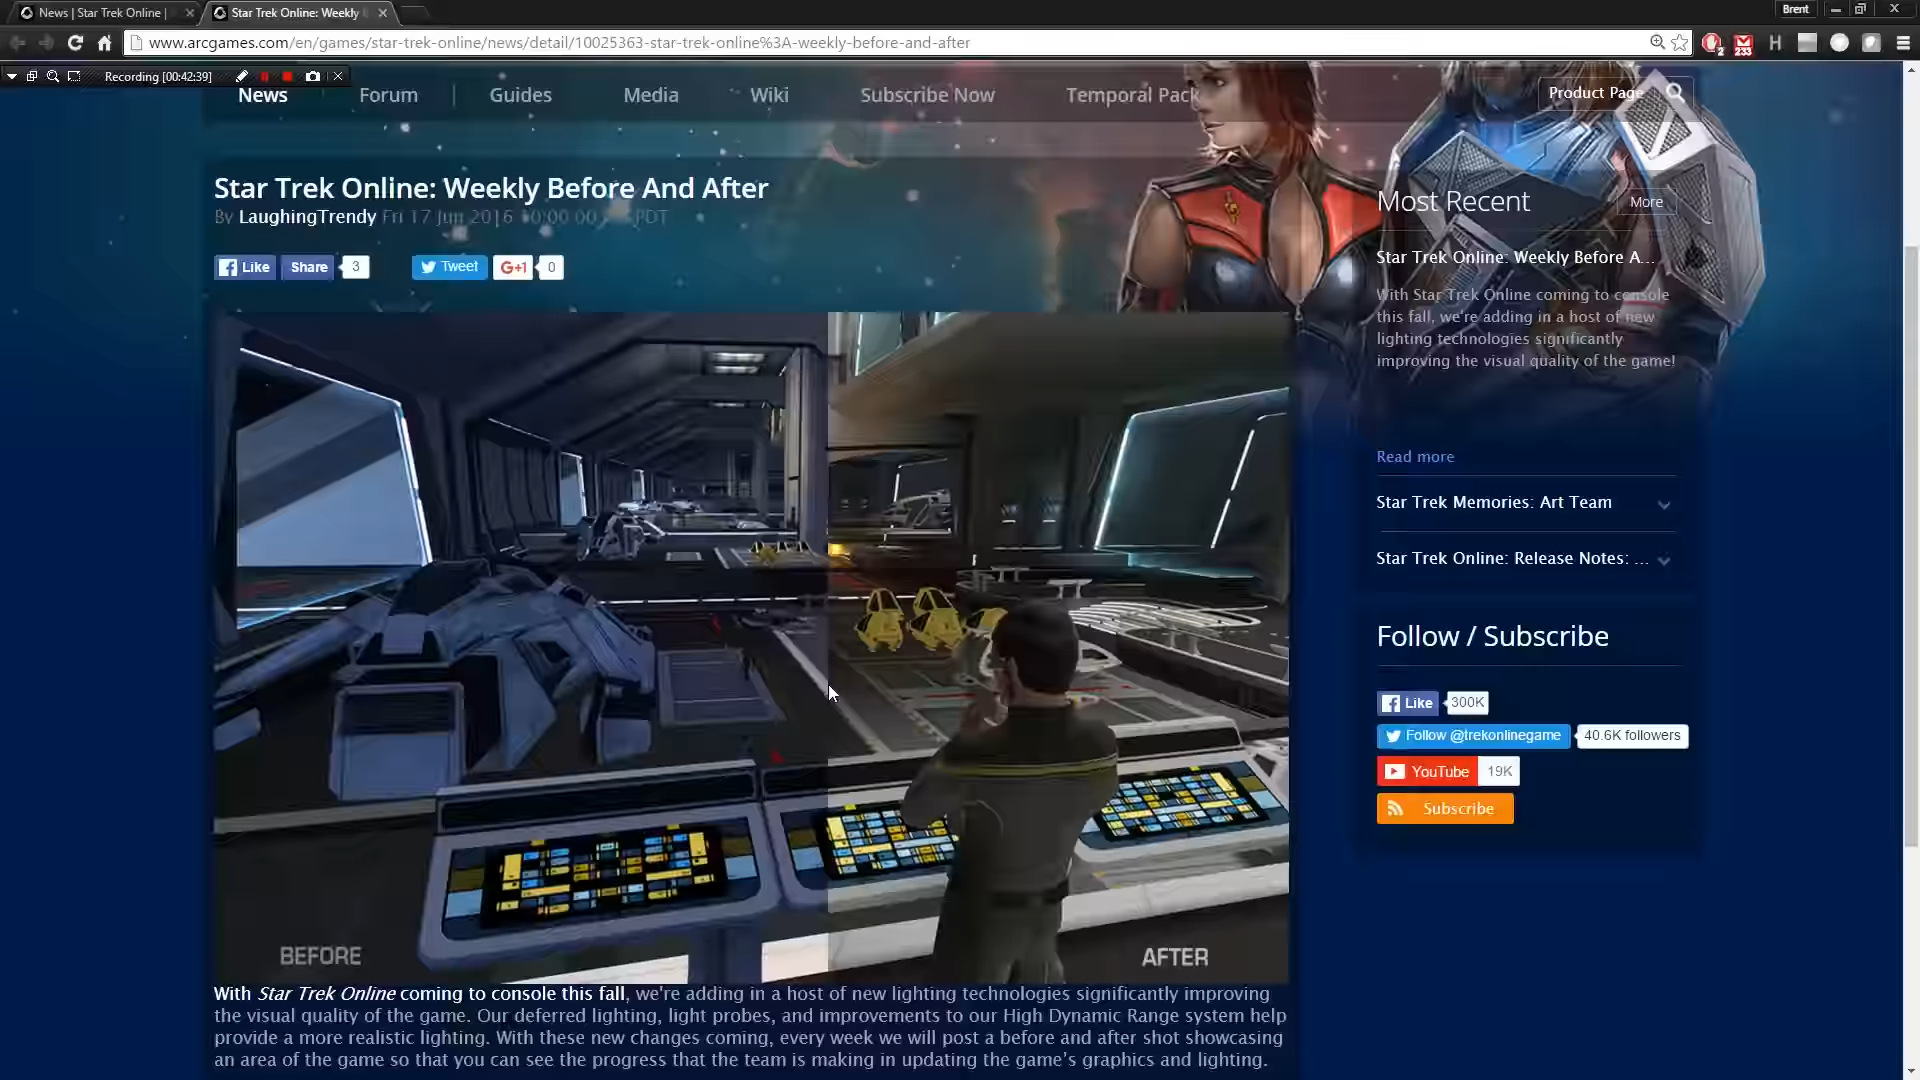 News | Star Trek Online |
Star Trek Online: Weekly
Brent
www.arcgames.com/en/games/star-trek-online/news/detail/10025363-star-trek-online%3A-weekly-before-and-after
2
233
H
Recording [00:42:39]
News
Forum
Guides
Media
Wiki
Subscribe Now
Temporal Pack
Product Page
Star Trek Online: Weekly Before And After
By LaughingTrendy Fri 17 Jun 2016 PDT
Like
Share
3
Tweet
G+1
0
BEFORE
AFTER
With Star Trek Online coming to console this fall, we're adding in a host of new lighting technologies significantly improving
the visual quality of the game. Our deferred lighting, light probes, and improvements to our High Dynamic Range system help
provide a more realistic lighting. With these new changes coming, every week we will post a before and after shot showcasing
an area of the game so that you can see the progress that the team is making in updating the game's graphics and lighting.
Most Recent
More
Star Trek Online: Weekly Before A...
With Star Trek Online coming to console
this fall, we're adding in a host of new
lighting technologies significantly
improving the visual quality of the game!
Read more
Star Trek Memories: Art Team
Star Trek Online: Release Notes: ...
Follow / Subscribe
Like
300K
Follow @trekonlinegame
40.6K followers
YouTube
19K
Subscribe